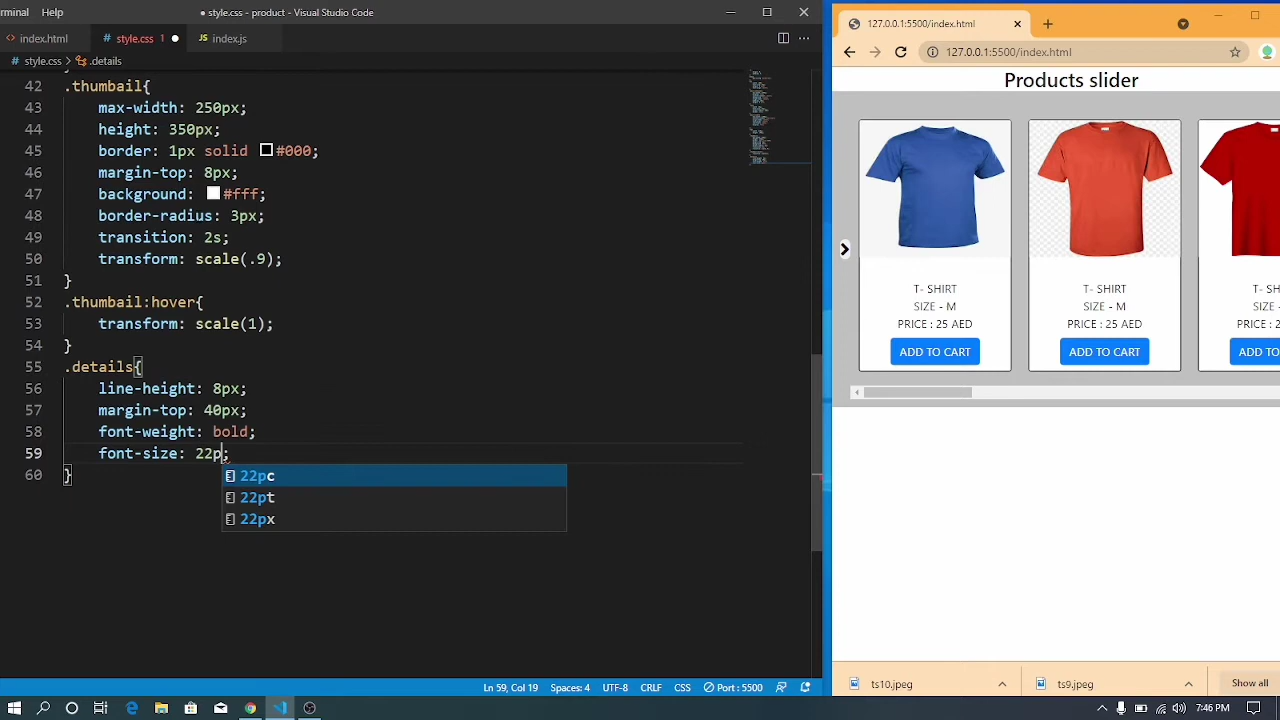 rminal Help
style.css - product - Visual Studio Code
index.html
style.css 1
JS index.js
# style.css > .details
42 .thumbail{
43 max-width: 250px;
44 height: 350px;
45 border: 1px solid #000;
46 margin-top: 8px;
47 background: #fff;
48 border-radius: 3px;
49 transition: 2s;
50 transform: scale(.9);
51 }
52 .thumbail:hover{
53 transform: scale(1);
54 }
55 .details{
56 line-height: 8px;
57 margin-top: 40px;
58 font-weight: bold;
59 font-size: 22p;
60 }
22pc
22pt
22px
Ln 59, Col 19 Spaces: 4 UTF-8 CRLF CSS Port : 5500
127.0.0.1:5500/index.html
127.0.0.1:5500/index.html
Products slider
T- SHIRT
SIZE - M
PRICE : 25 AED
ADD TO CART
T- SHIRT
SIZE - M
PRICE : 25 AED
ADD TO CART
T- SH
SIZE -
PRICE : 2
ADD TO
ts10.jpeg
ts9.jpeg
Show all
7:46 PM